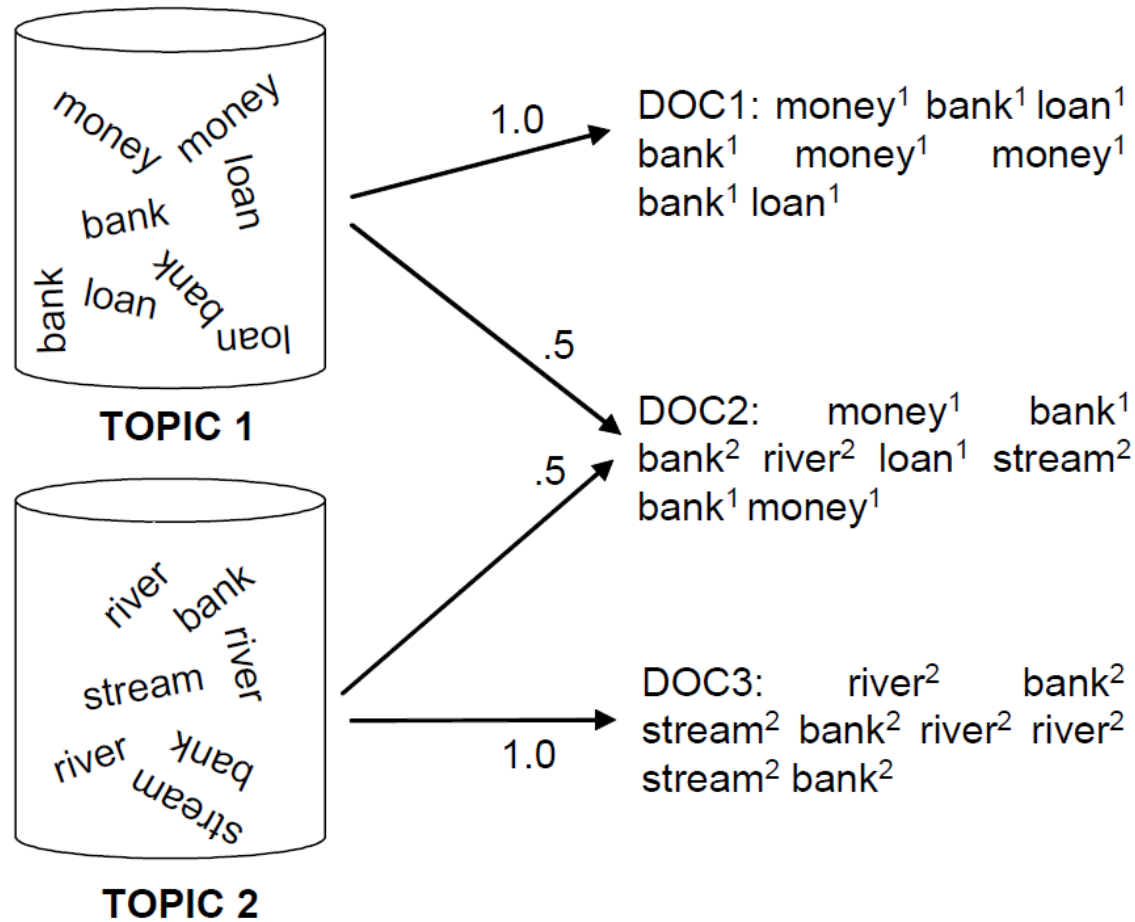 money
money
loan
bank
bank
loan
bank
loan
TOPIC 1
1.0
.5
DOC1: money¹ bank¹ loan¹
bank¹ money¹ money¹
bank¹ loan¹
river
bank
river
stream
river
bank
stream
TOPIC 2
.5
1.0
DOC2: money¹ bank¹
bank² river² loan¹ stream²
bank¹ money¹
DOC3: river² bank²
stream² bank² river² river²
stream² bank²